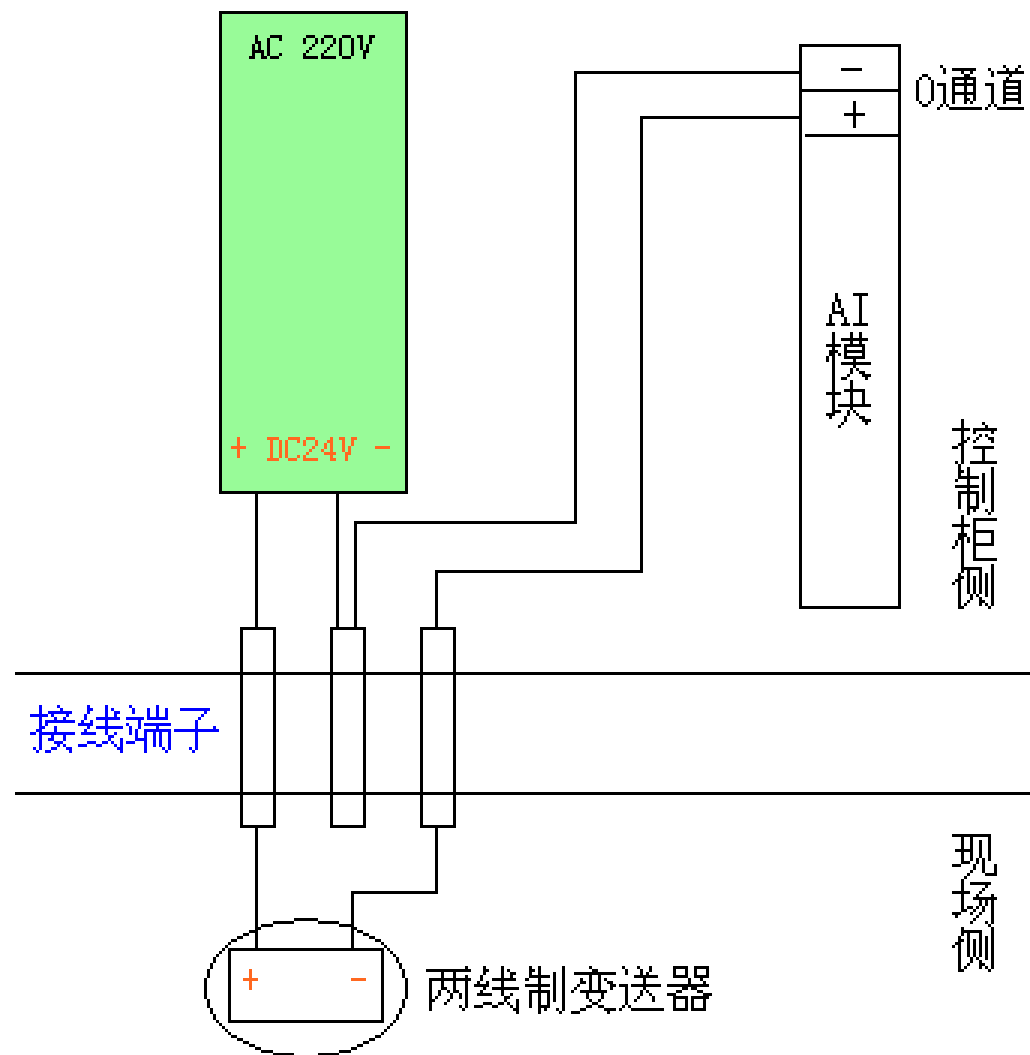 AC 220V
－
0通道
＋
AI模块
+ DC24V -
控制柜侧
接线端子
现场侧
+ -
两线制变送器